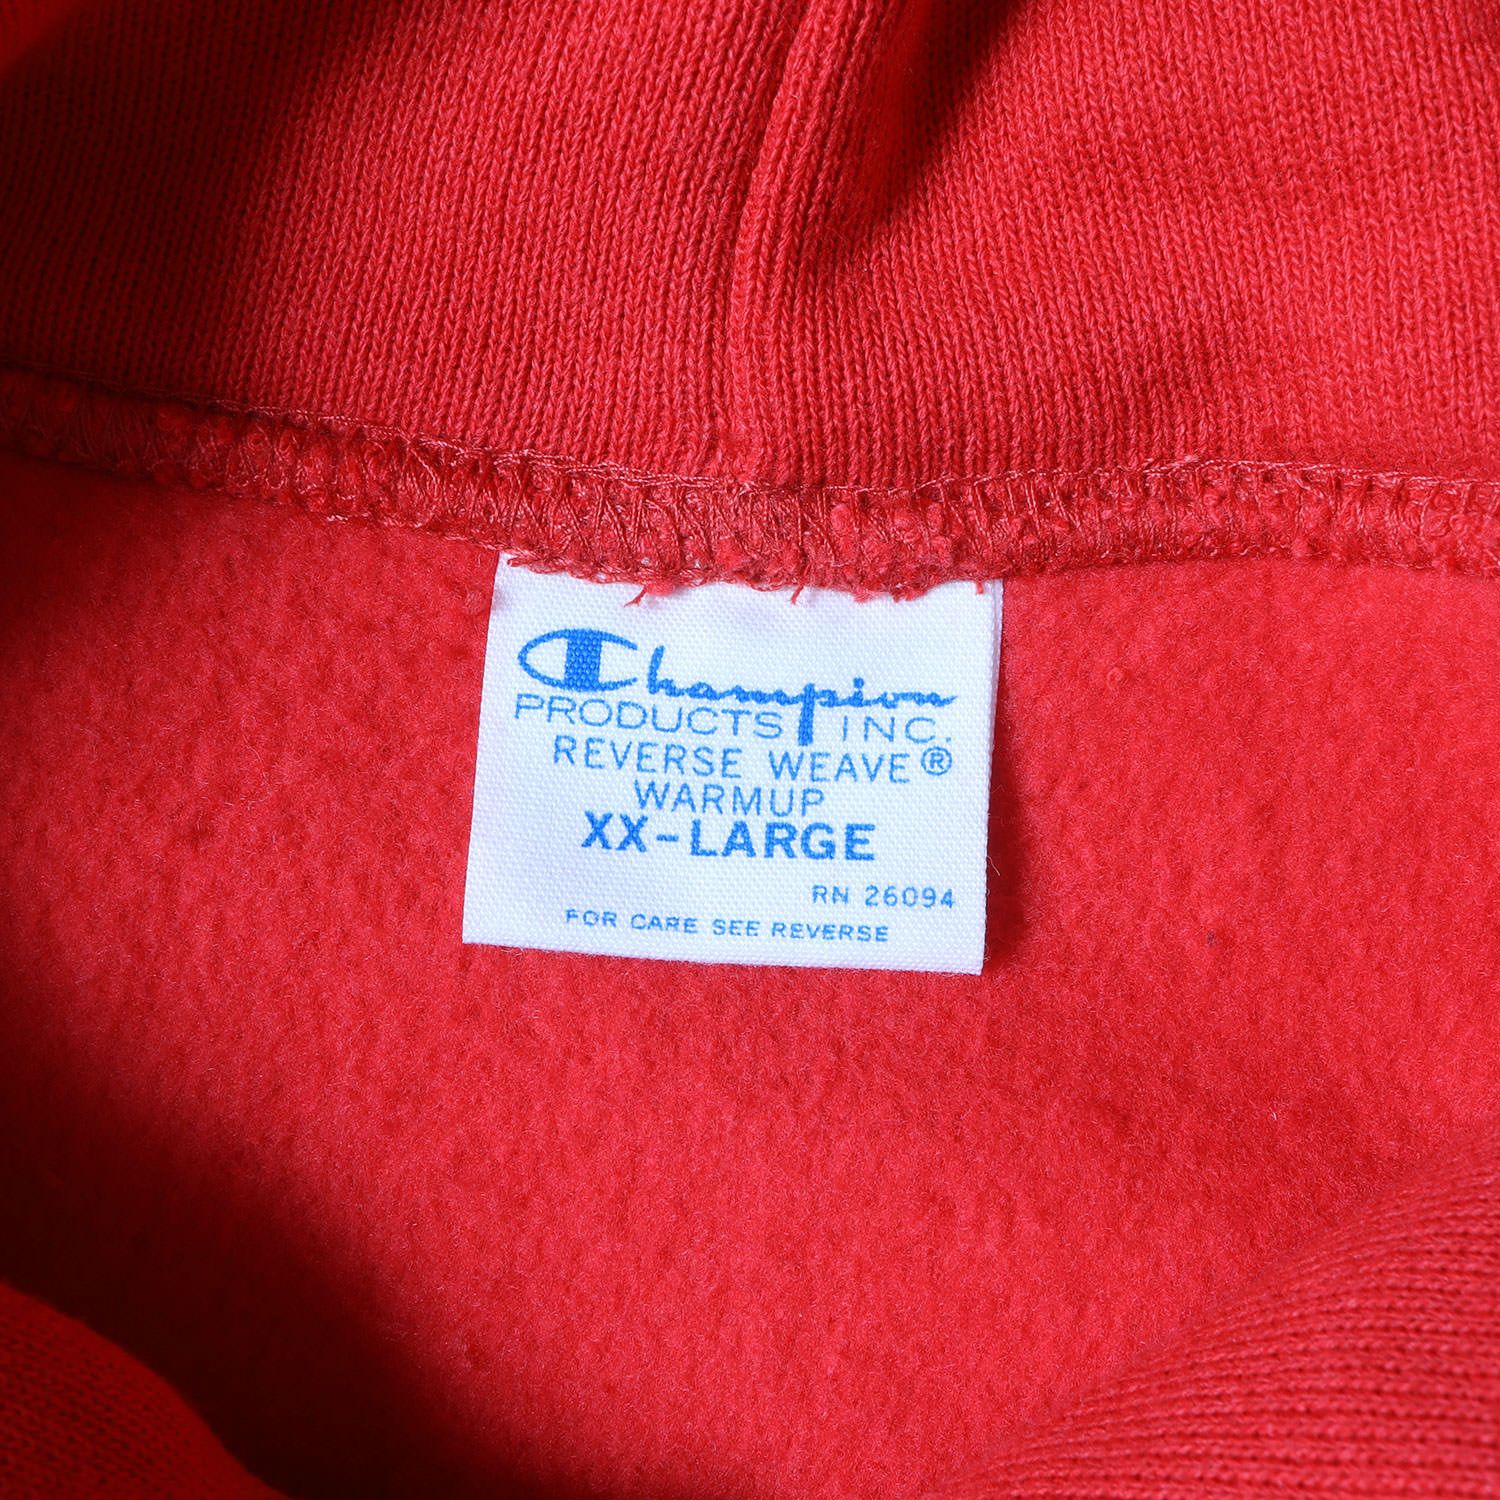 Champion
PRODUCTS INC.
REVERSE WEAVE®
WARMUP
XX-LARGE
RN 26094
FOR CARE SEE REVERSE